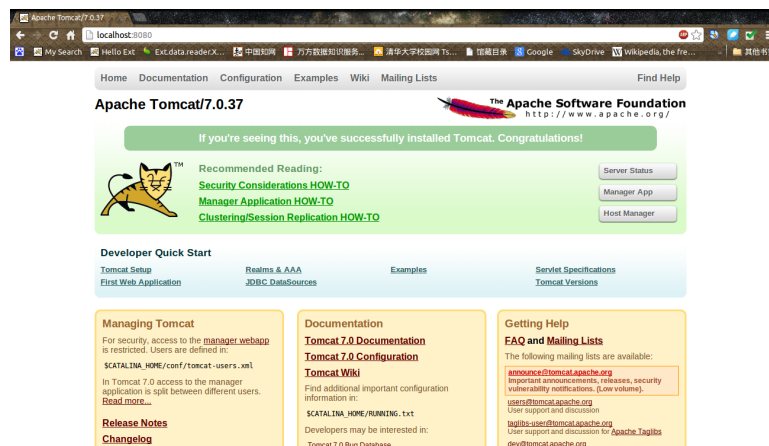 Apache Tomcat/7.0.37
localhost:8080
My Search Hello Ext Ext.data.reader.X... 中国知网 万方数据知识服务... 清华大学校园网 Ts... 馆藏目录 Google SkyDrive Wikipedia, the fre... 其他书
Home Documentation Configuration Examples Wiki Mailing Lists Find Help
Apache Tomcat/7.0.37
The Apache Software Foundation
http://www.apache.org/
If you're seeing this, you've successfully installed Tomcat. Congratulations!
TM
Recommended Reading:
Security Considerations HOW-TO
Manager Application HOW-TO
Clustering/Session Replication HOW-TO
Server Status
Manager App
Host Manager
Developer Quick Start
Tomcat Setup Realms & AAA Examples Servlet Specifications
First Web Application JDBC DataSources Tomcat Versions
Managing Tomcat
For security, access to the manager webapp
is restricted. Users are defined in:
$CATALINA_HOME/conf/tomcat-users.xml
In Tomcat 7.0 access to the manager
application is split between different users.
Read more...
Release Notes
Changelog
Documentation
Tomcat 7.0 Documentation
Tomcat 7.0 Configuration
Tomcat Wiki
Find additional important configuration
information in:
$CATALINA_HOME/RUNNING.txt
Developers may be interested in:
Tomcat 7.0 Bug Database
Getting Help
FAQ and Mailing Lists
The following mailing lists are available:
announce@tomcat.apache.org
Important announcements, releases, security
vulnerability notifications. (Low volume).
users@tomcat.apache.org
User support and discussion
taglibs-user@tomcat.apache.org
User support and discussion for Apache Taglibs
dev@tomcat.apache.org